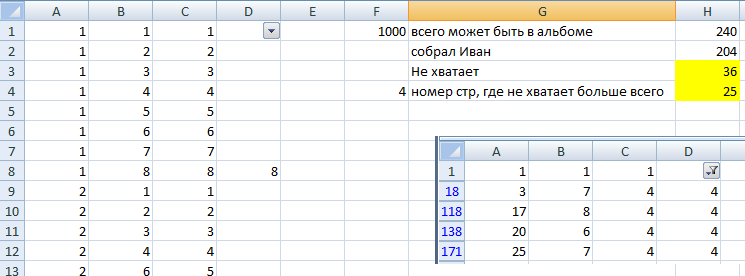 A B C D E F G H
1 1 1 1 1000 всего может быть в альбоме 240
2 1 2 2 собрал Иван 204
3 1 3 3 Не хватает 36
4 1 4 4 4 номер стр, где не хватает больше всего 25
5 1 5 5
6 1 6 6
7 1 7 7
8 1 8 8 8
9 2 1 1
10 2 2 2
11 2 3 3
12 2 4 4
13 2 6 5
A B C D
1 1 1 1
18 3 7 4 4
118 17 8 4 4
138 20 6 4 4
171 25 7 4 4